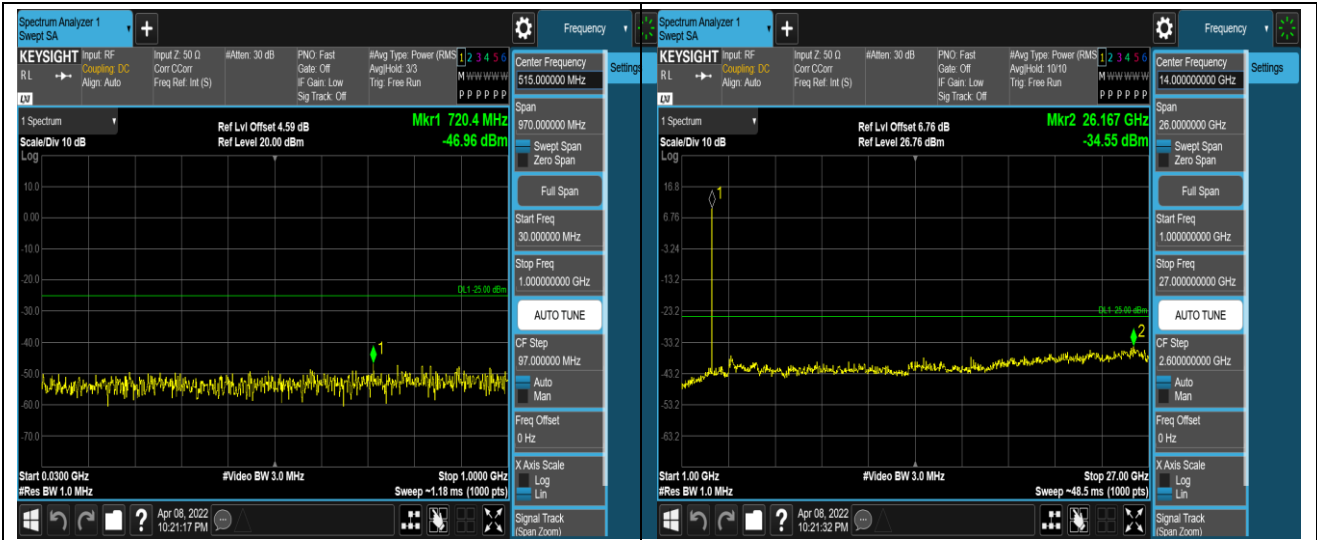 Spectrum Analyzer 1
Swept SA
Frequency
KEYSIGHT Input: RF
Coupling: DC
Align: Auto
RL
LXI
Input Z: 50 Ω
Corr CCorr
Freq Ref: Int (S)
#Atten: 30 dB
PNO: Fast
Gate: Off
IF Gain: Low
Sig Track: Off
#Avg Type: Power (RMS
Avg|Hold: 3/3
Trig: Free Run
1 2 3 4 5 6
M W W W W W
P P P P P P
Center Frequency
515.000000 MHz
Settings
Span
970.000000 MHz
Swept Span
Zero Span
Full Span
Start Freq
30.000000 MHz
Stop Freq
1.000000000 GHz
AUTO TUNE
CF Step
97.000000 MHz
Auto
Man
Freq Offset
0 Hz
X Axis Scale
Log
Lin
Signal Track
(Span Zoom)
1 Spectrum
Scale/Div 10 dB
Log
Ref Lvl Offset 4.59 dB
Ref Level 20.00 dBm
Mkr1 720.4 MHz
-46.96 dBm
10.0
0.00
-10.0
-20.0
DL1 -25.00 dBm
-30.0
-40.0
1
-50.0
-60.0
-70.0
Start 0.0300 GHz
#Res BW 1.0 MHz
#Video BW 3.0 MHz
Stop 1.0000 GHz
Sweep ~1.18 ms (1000 pts)
?
Apr 08, 2022
10:21:17 PM
Spectrum Analyzer 1
Swept SA
Frequency
KEYSIGHT Input: RF
Coupling: DC
Align: Auto
RL
LXI
Input Z: 50 Ω
Corr CCorr
Freq Ref: Int (S)
#Atten: 30 dB
PNO: Fast
Gate: Off
IF Gain: Low
Sig Track: Off
#Avg Type: Power (RMS
Avg|Hold: 10/10
Trig: Free Run
1 2 3 4 5 6
M W W W W W
P P P P P P
Center Frequency
14.000000000 GHz
Settings
Span
26.0000000 GHz
Swept Span
Zero Span
Full Span
Start Freq
1.000000000 GHz
Stop Freq
27.000000000 GHz
AUTO TUNE
CF Step
2.600000000 GHz
Auto
Man
Freq Offset
0 Hz
X Axis Scale
Log
Lin
Signal Track
(Span Zoom)
1 Spectrum
Scale/Div 10 dB
Log
Ref Lvl Offset 6.76 dB
Ref Level 26.76 dBm
Mkr2 26.167 GHz
-34.55 dBm
16.8
1
6.76
-3.24
-13.2
-23.2
DL1 -25.00 dBm
-33.2
2
-43.2
-53.2
-63.2
Start 1.00 GHz
#Res BW 1.0 MHz
#Video BW 3.0 MHz
Stop 27.00 GHz
Sweep ~48.5 ms (1000 pts)
?
Apr 08, 2022
10:21:32 PM